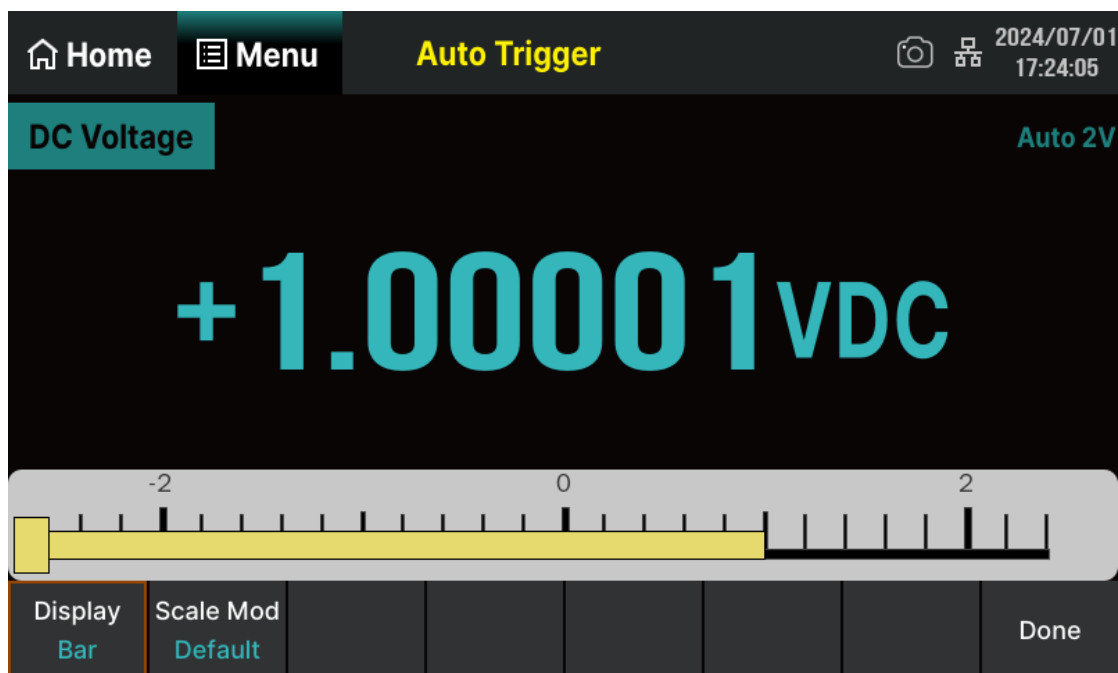 Home Menu Auto Trigger 2024/07/01
17:24:05
DC Voltage Auto 2V
+1.00001VDC
-2 0 2
Display Scale Mod Done
Bar Default